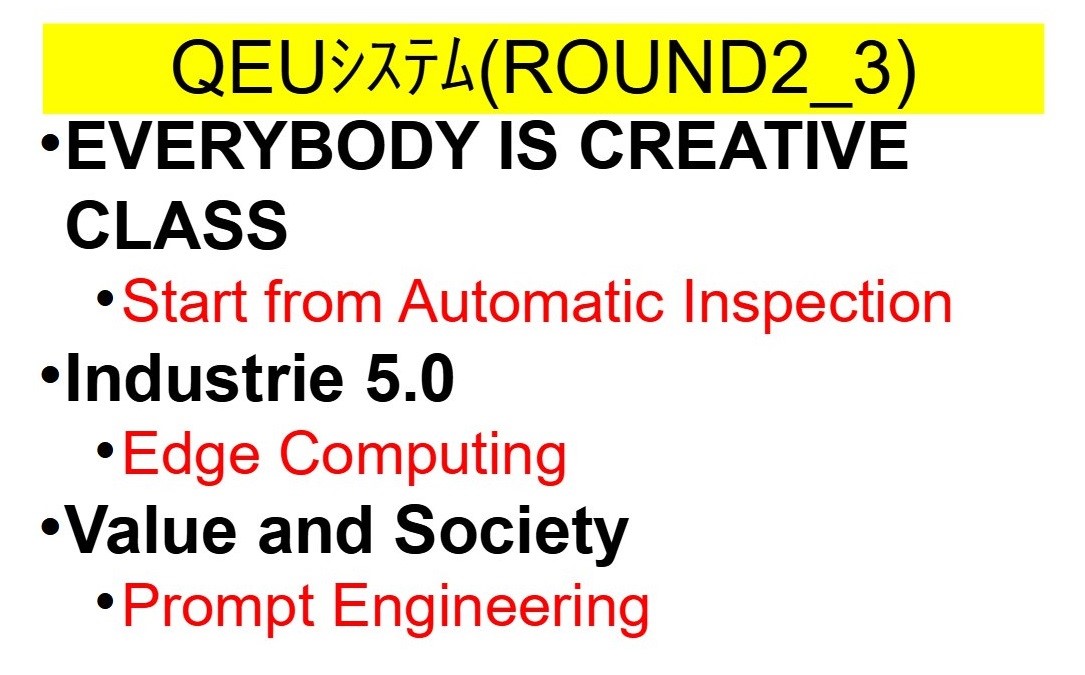 QEUｼｽﾃﾑ(ROUND2_3)
•EVERYBODY IS CREATIVE
CLASS
•Start from Automatic Inspection
•Industrie 5.0
•Edge Computing
•Value and Society
•Prompt Engineering